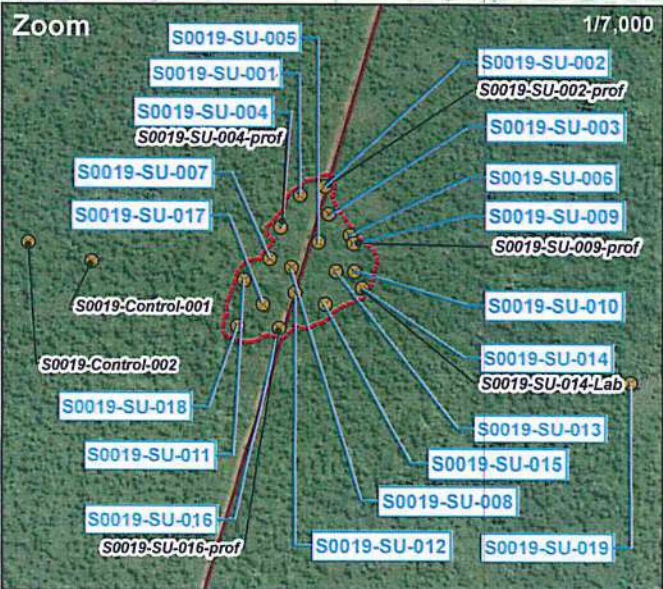 Zoom
1/7,000
S0019-SU-005
S0019-SU-001
S0019-SU-004
S0019-SU-004-prof
S0019-SU-007
S0019-SU-017
S0019-SU-002
S0019-SU-002-prof
S0019-SU-003
S0019-SU-006
S0019-SU-009
S0019-SU-009-prof
S0019-Control-001
S0019-SU-010
S0019-Control-002
S0019-SU-014
S0019-SU-014-Lab
S0019-SU-018
S0019-SU-013
S0019-SU-011
S0019-SU-015
S0019-SU-008
S0019-SU-016
S0019-SU-016-prof
S0019-SU-012
S0019-SU-019